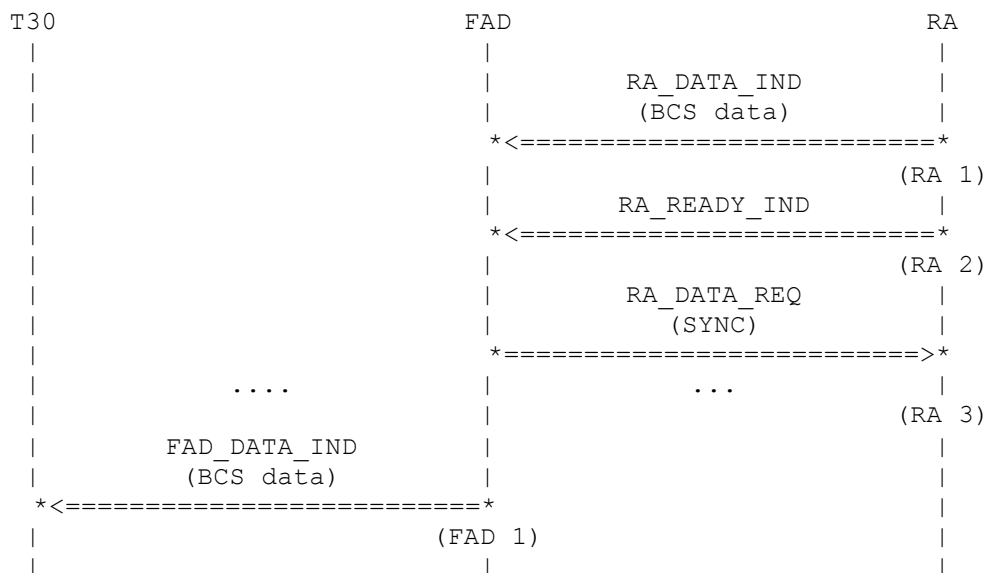 T30 FAD RA
RA_DATA_IND
(BCS data)
*<==========================*
(RA 1)
RA_READY_IND
*<==========================*
(RA 2)
RA_DATA_REQ
(SYNC)
*==========================>*
.... ...
(RA 3)
FAD_DATA_IND
(BCS data)
*<==========================*
(FAD 1)